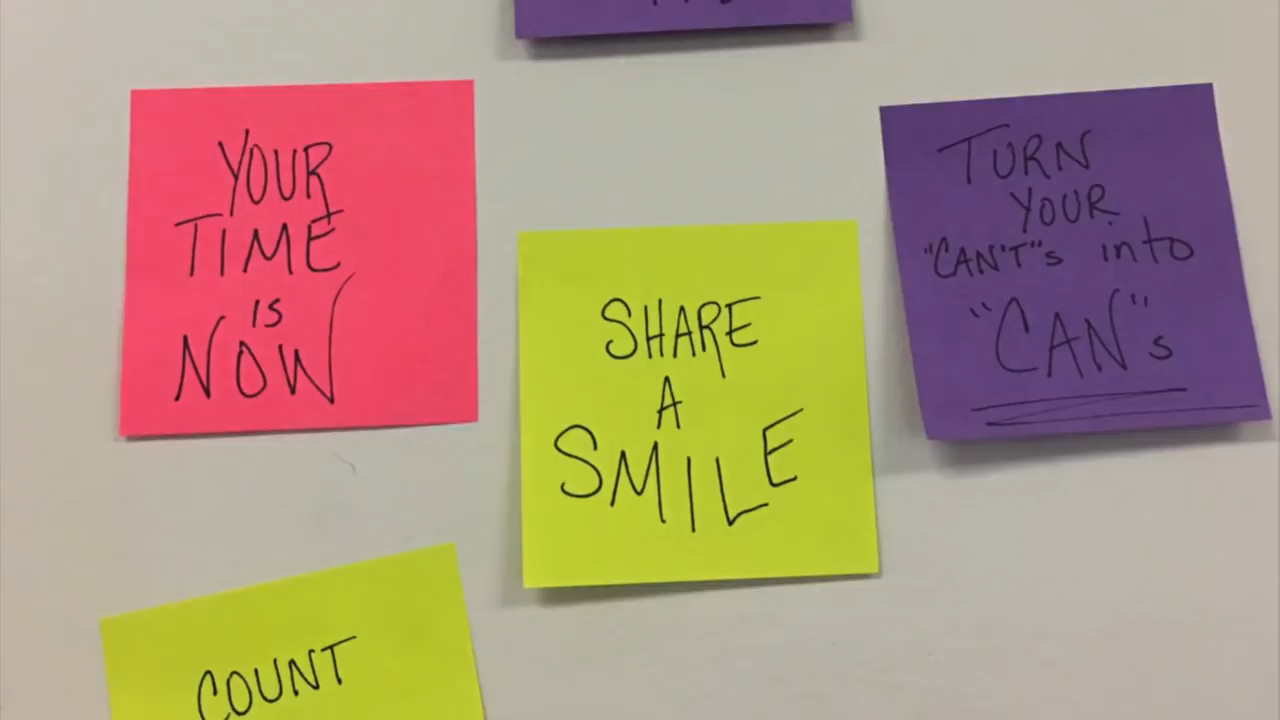 YOUR
TIME
IS
NOW
SHARE
A
SMILE
TURN
YOUR
"CAN'T"s into
"CAN"s
COUNT